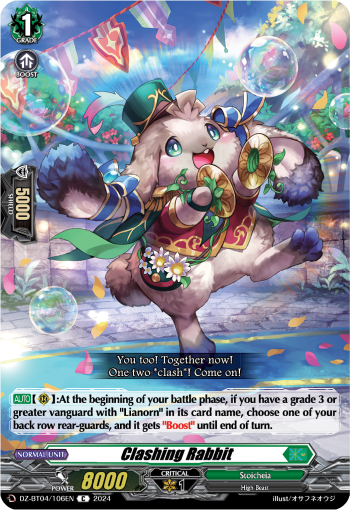 1
GRADE
BOOST
5000
SHIELD
You too! Together now!
One two "clash"! Come on!
AUTO【 】:At the beginning of your battle phase, if you have a grade 3 or
greater vanguard with "Lianorn" in its card name, choose one of your
back row rear-guards, and it gets "Boost" until end of turn.
NORMAL UNIT
Clashing Rabbit
POWER 8000
CRITICAL
1
Stoicheia
High Beast
DZ-BT04/106EN C 2024
illust/オサフネオウジ